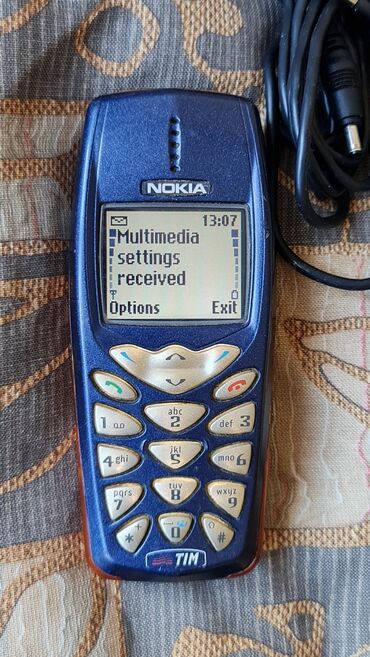 NOKIA
13:07
Multimedia
settings
received
Options Exit
1
abc
2
def 3
4 ghi
jkl
5
mno 6
pqrs
7
tuv
8
wxyz
9
* +
0
#
TIM